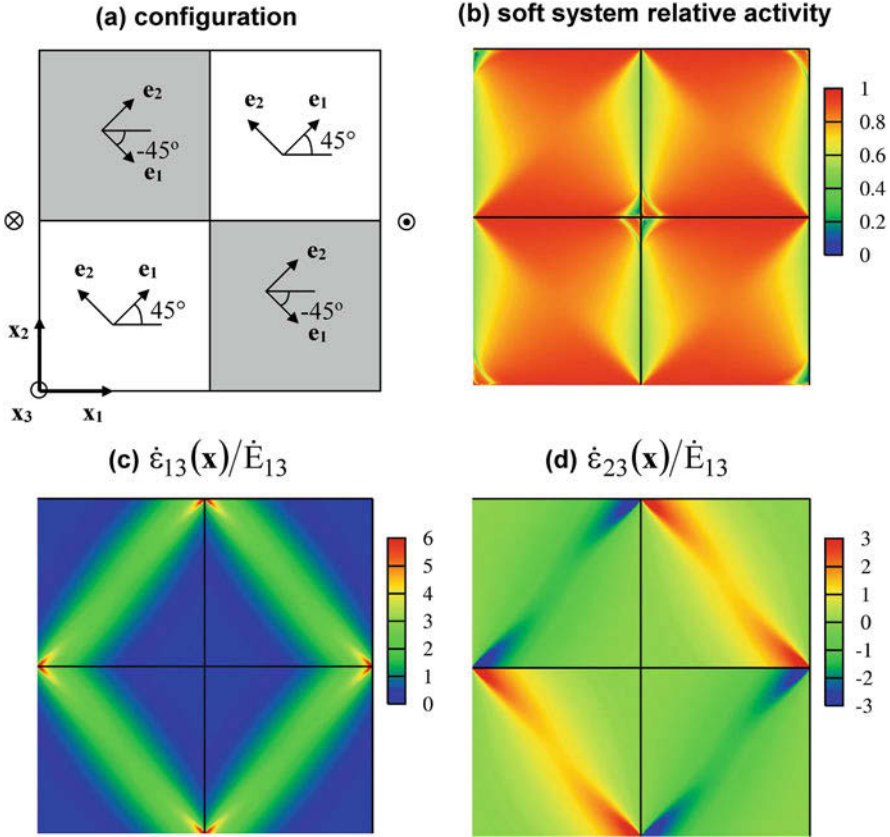 (a) configuration
(b) soft system relative activity
e₂
-45°
e₁
e₂
e₁
45°
⊗
⊙
e₂
e₁
45°
e₂
-45°
e₁
x₂
x₃
x₁
1
0.8
0.6
0.4
0.2
0
(c) ε̇₁₃(x)/Ė₁₃
(d) ε̇₂₃(x)/Ė₁₃
6
5
4
3
2
1
0
3
2
1
0
-1
-2
-3